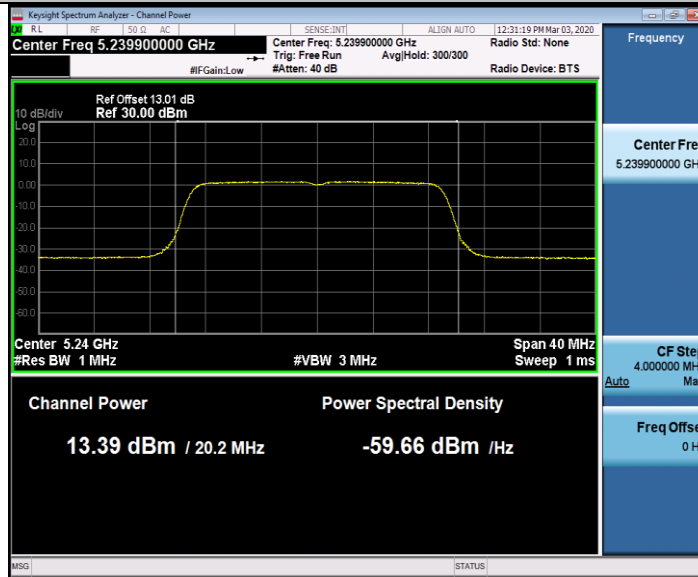 Keysight Spectrum Analyzer - Channel Power
RL RF 50 Ω AC SENSE:INT ALIGN AUTO 12:31:19 PM Mar 03, 2020
Center Freq 5.239900000 GHz
Center Freq: 5.239900000 GHz
Radio Std: None
Trig: Free Run Avg|Hold: 300/300
#IFGain:Low
#Atten: 40 dB
Radio Device: BTS
Ref Offset 13.01 dB
10 dB/div Ref 30.00 dBm
Log
20.0
10.0
0.00
-10.0
-20.0
-30.0
-40.0
-50.0
-60.0
Center 5.24 GHz Span 40 MHz
#Res BW 1 MHz #VBW 3 MHz Sweep 1 ms
Channel Power Power Spectral Density
13.39 dBm / 20.2 MHz -59.66 dBm /Hz
MSG STATUS
Frequency
Center Fre
5.239900000 GH
CF Ste
4.000000 MH
Auto Ma
Freq Offse
0 H